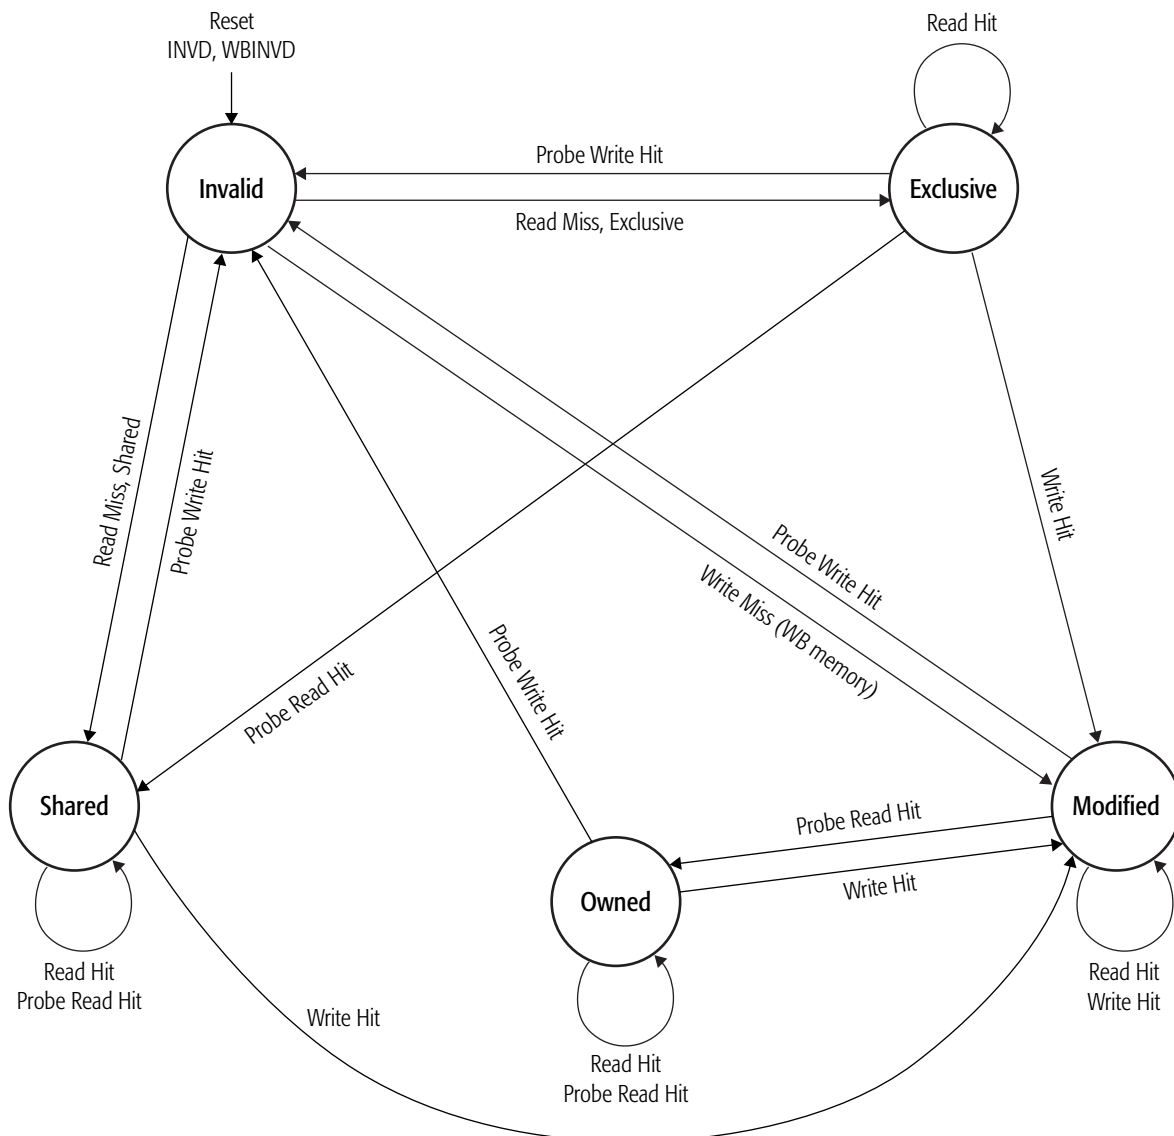 Reset
INVD, WBINVD
Read Hit
Probe Write Hit
Invalid
Exclusive
Read Miss, Exclusive
Read Miss, Shared
Probe Write Hit
Write Hit
Probe Write Hit
Write Miss (WB memory)
Probe Write Hit
Probe Read Hit
Shared
Modified
Probe Read Hit
Owned
Write Hit
Read Hit
Probe Read Hit
Read Hit
Write Hit
Write Hit
Read Hit
Probe Read Hit